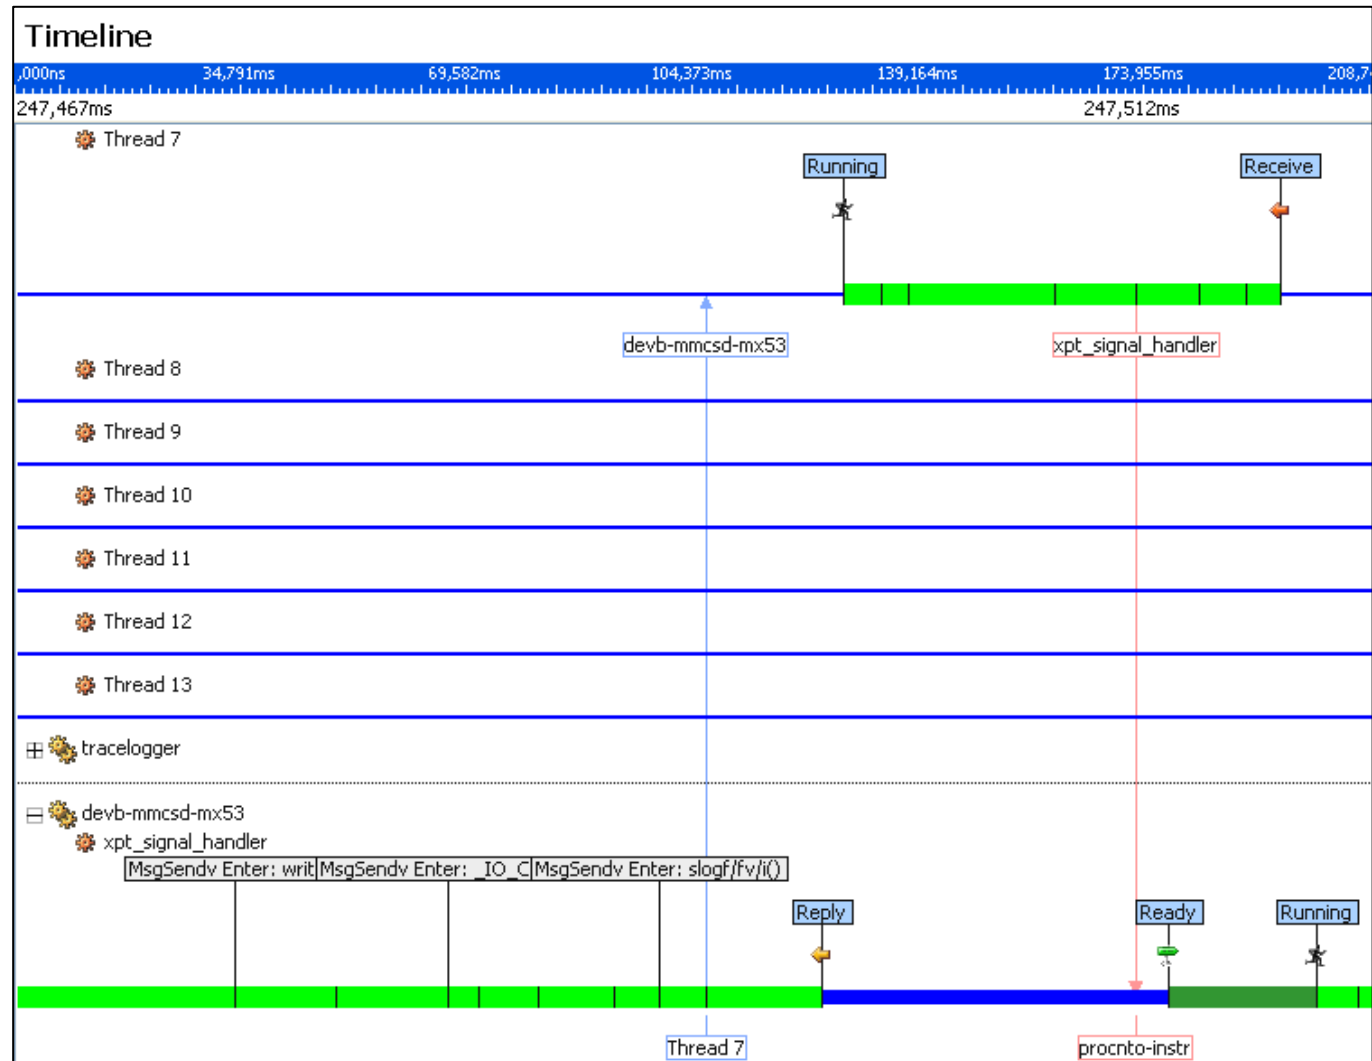 Timeline
,000ns 34,791ms 69,582ms 104,373ms 139,164ms 173,955ms 208,7
247,467ms 247,512ms
Thread 7
Running Receive
devb-mmcsd-mx53 xpt_signal_handler
Thread 8
Thread 9
Thread 10
Thread 11
Thread 12
Thread 13
tracelogger
devb-mmcsd-mx53
xpt_signal_handler
MsgSendv Enter: writ MsgSendv Enter: _IO_C MsgSendv Enter: slogf/fv/i()
Reply Ready Running
Thread 7 procnto-instr